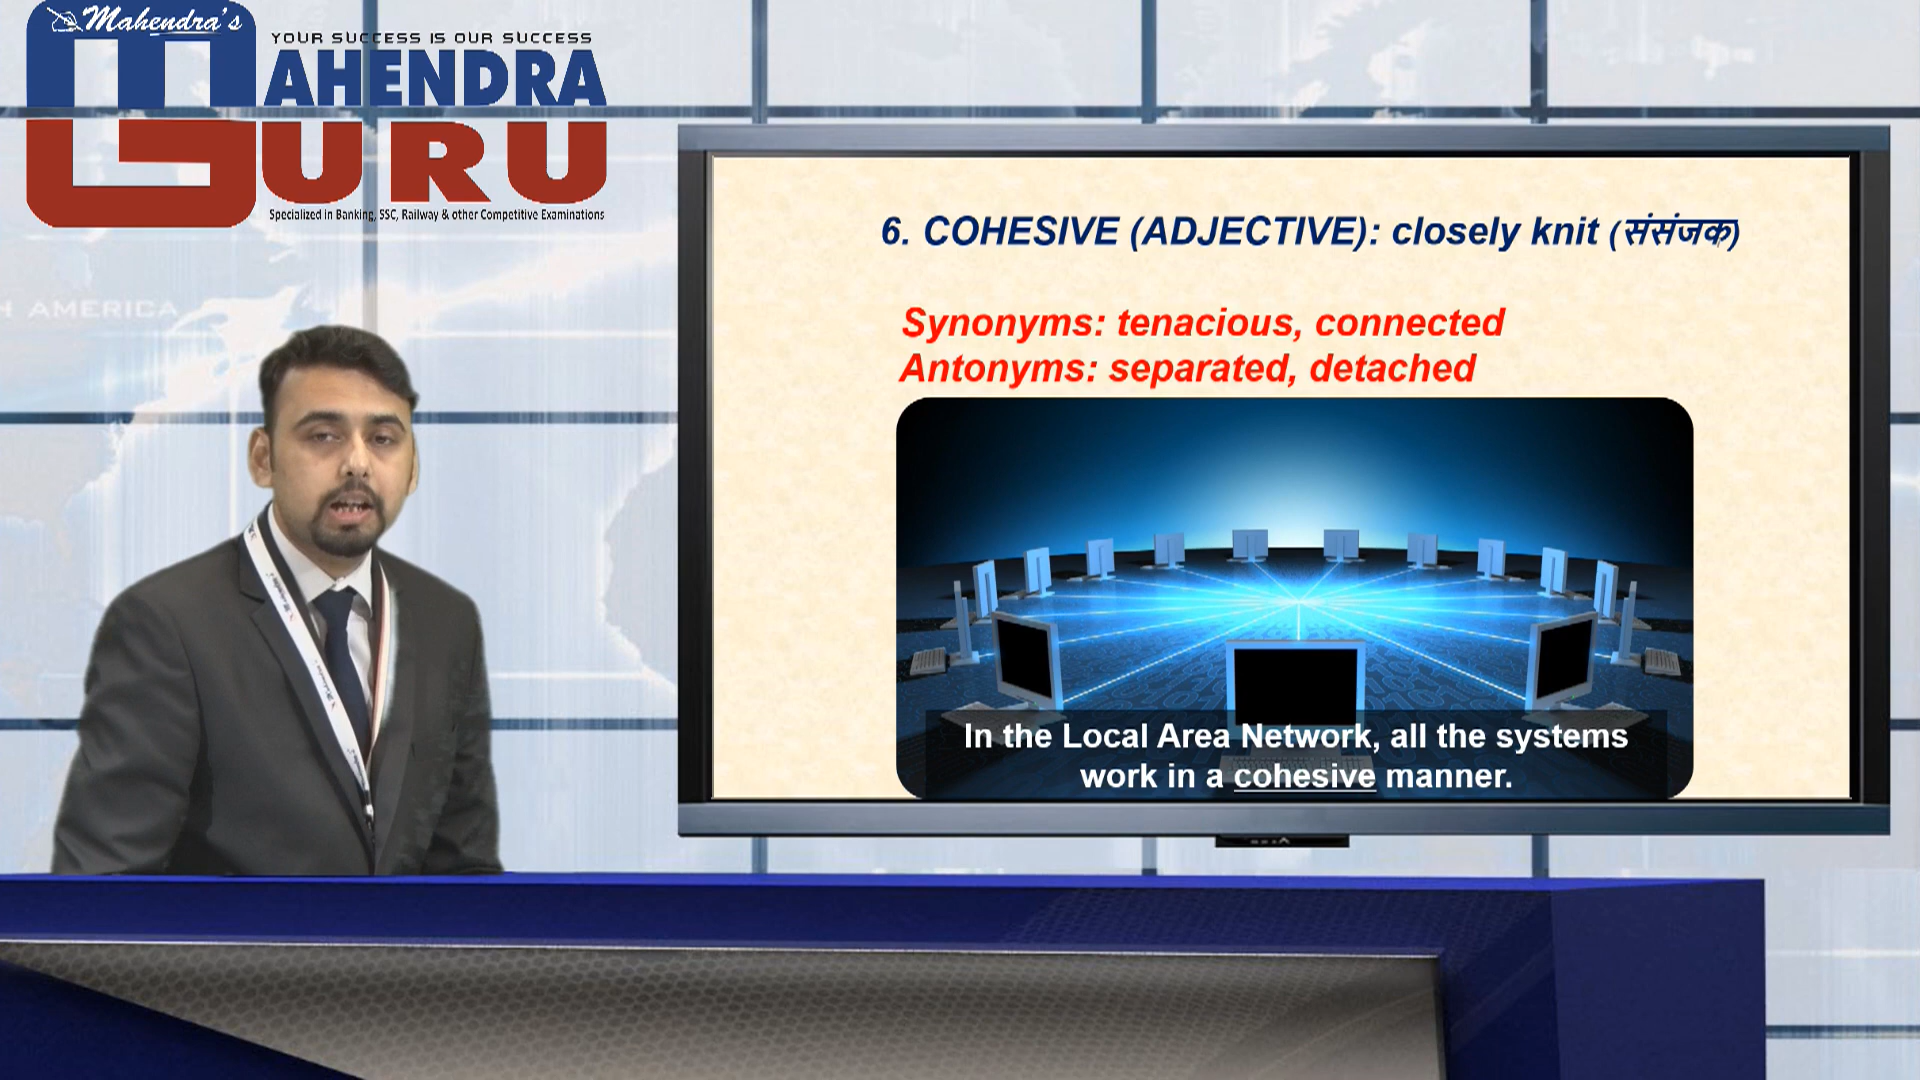 Mahendra's
YOUR SUCCESS IS OUR SUCCESS
MAHENDRA
GURU
Specialized in Banking, SSC, Railway & other Competitive Examinations
H AMERICA
6. COHESIVE (ADJECTIVE): closely knit (संसंजक)
Synonyms: tenacious, connected
Antonyms: separated, detached
In the Local Area Network, all the systems
work in a cohesive manner.